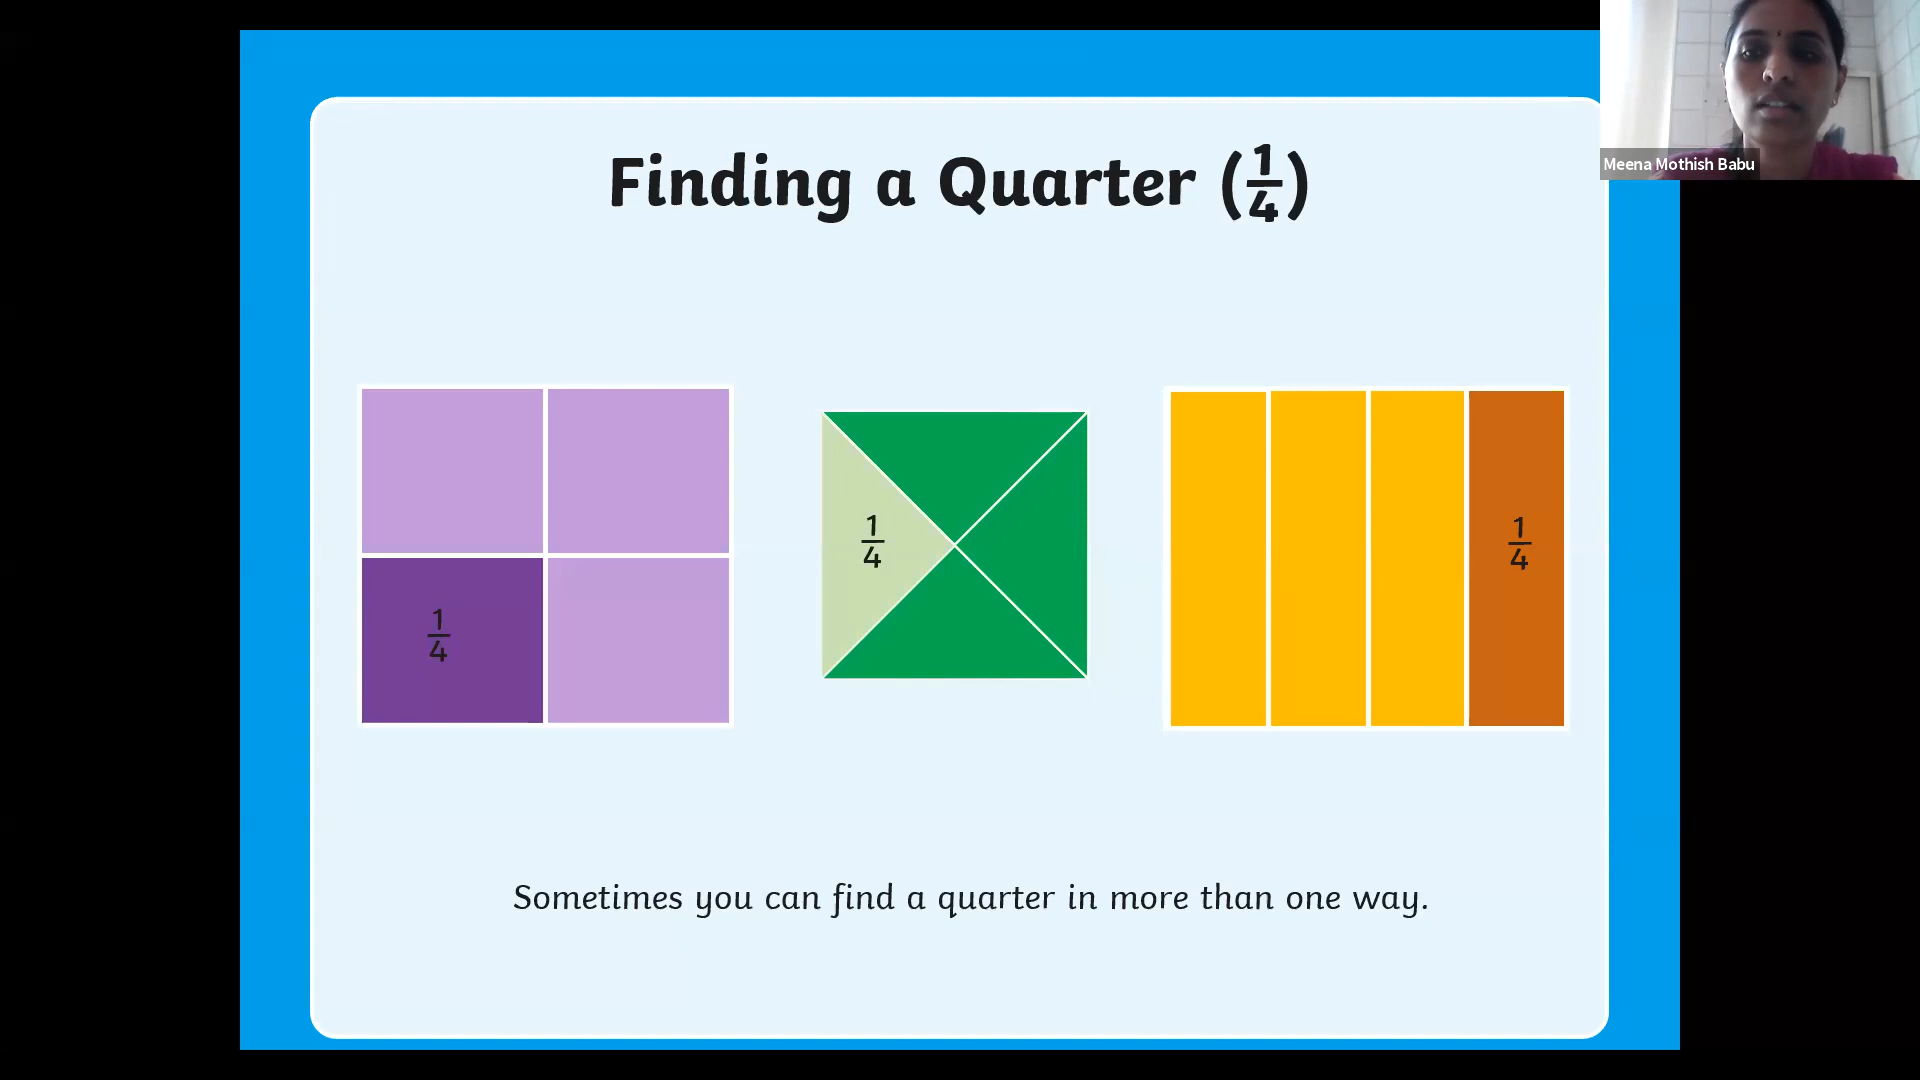 Finding a Quarter (1/4)
Meena Mothish Babu
1/4
1/4
1/4
Sometimes you can find a quarter in more than one way.